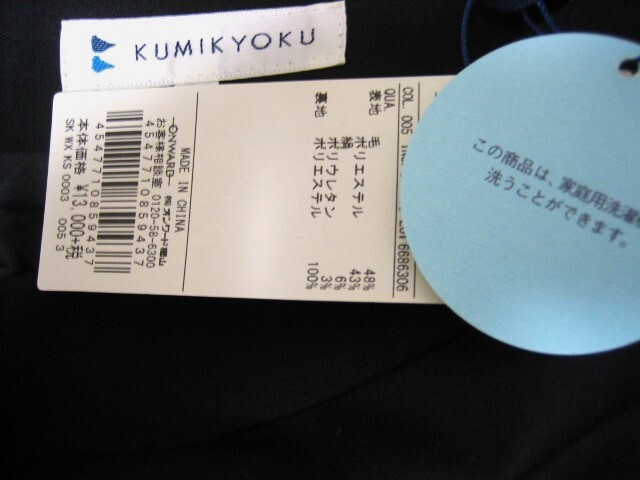 KUMIKYOKU
COL. 005
6686306
QUA.
表地
毛 48%
ポリエステル 43%
綿 6%
ポリウレタン 3%
裏地 ポリエステル 100%
MADE IN CHINA
ONWARD
お客様相談室 0120-58-6300
4547710859437
4547710859437
本体価格 ¥13,000+税
SK WX KS 0003 005 3
この商品は、家庭用洗濯
洗うことができます。